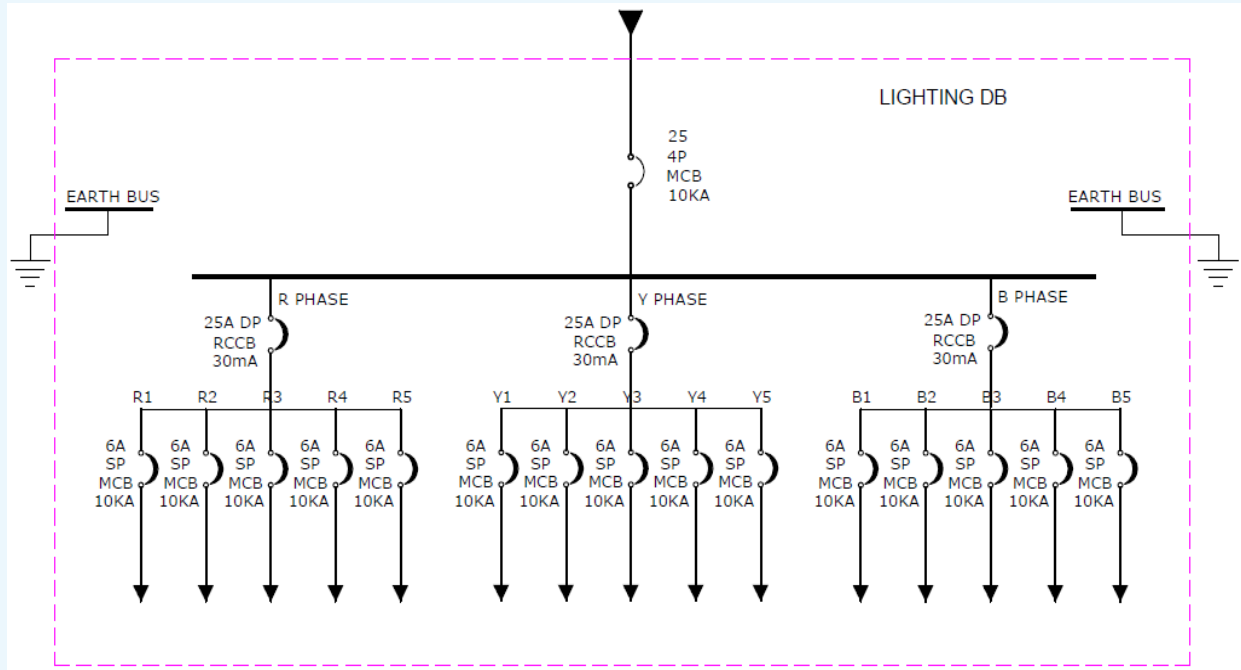 LIGHTING DB
25
4P
MCB
10KA
EARTH BUS
EARTH BUS
R PHASE
Y PHASE
B PHASE
25A DP
RCCB
30mA
25A DP
RCCB
30mA
25A DP
RCCB
30mA
R1 R2 R3 R4 R5
Y1 Y2 Y3 Y4 Y5
B1 B2 B3 B4 B5
6A 6A 6A 6A 6A
SP SP SP SP SP
MCB MCB MCB MCB MCB
10KA 10KA 10KA 10KA 10KA
6A 6A 6A 6A 6A
SP SP SP SP SP
MCB MCB MCB MCB MCB
10KA 10KA 10KA 10KA 10KA
6A 6A 6A 6A 6A
SP SP SP SP SP
MCB MCB MCB MCB MCB
10KA 10KA 10KA 10KA 10KA